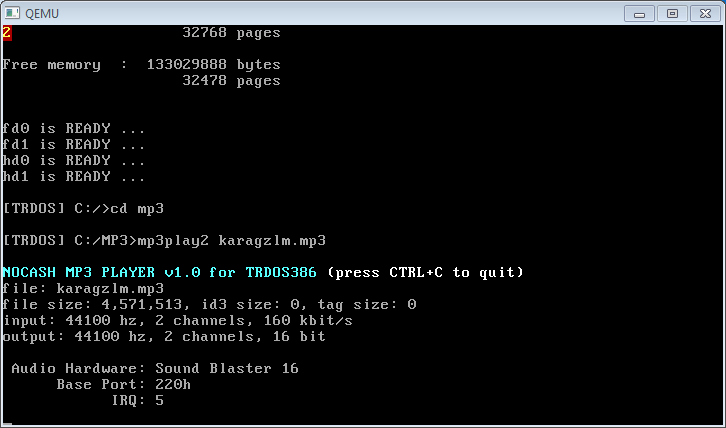 QEMU
2                   32768 pages
Free memory  :  133029888 bytes
                    32478 pages
fd0 is READY ...
fd1 is READY ...
hd0 is READY ...
hd1 is READY ...
[TRDOS] C:/>cd mp3
[TRDOS] C:/MP3>mp3play2 karagzlm.mp3
NOCASH MP3 PLAYER v1.0 for TRDOS386 (press CTRL+C to quit)
file: karagzlm.mp3
file size: 4,571,513, id3 size: 0, tag size: 0
input: 44100 hz, 2 channels, 160 kbit/s
output: 44100 hz, 2 channels, 16 bit
 Audio Hardware: Sound Blaster 16
      Base Port: 220h
            IRQ: 5